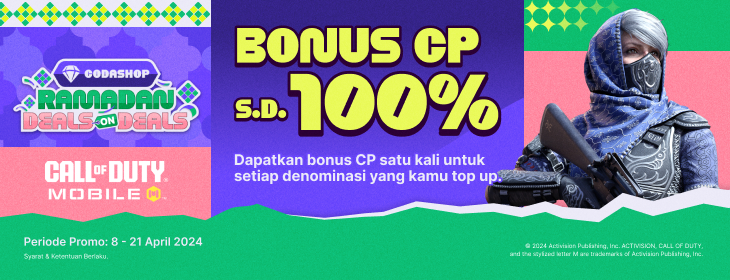 CODASHOP
RAMADAN
DEALS ON DEALS
CALL OF DUTY
MOBILE
BONUS CP
S.D. 100%
Dapatkan bonus CP satu kali untuk
setiap denominasi yang kamu top up.
Periode Promo: 8 - 21 April 2024
Syarat & Ketentuan Berlaku.
© 2024 Activision Publishing, Inc. ACTIVISION, CALL OF DUTY,
and the stylized letter M are trademarks of Activision Publishing, Inc.